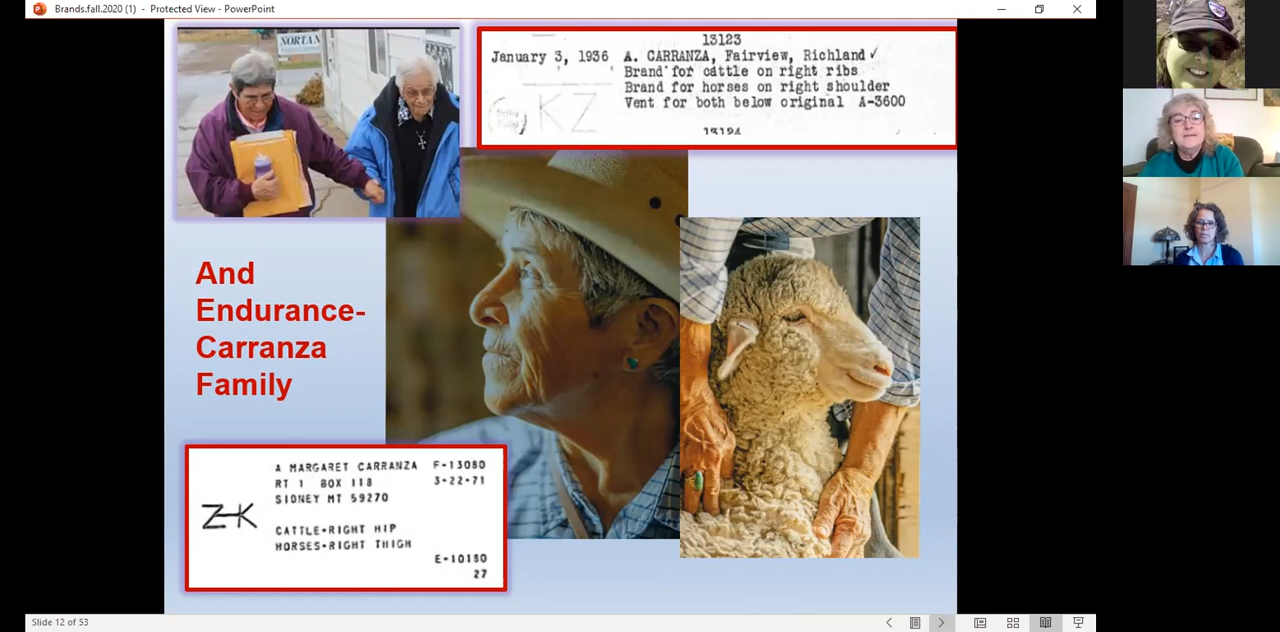 Brands.fall.2020 (1) - Protected View - PowerPoint
NORTAN
13123
January 3, 1936 A. CARRANZA, Fairview, Richland
Brand for cattle on right ribs
Brand for horses on right shoulder
Vent for both below original A-3600
KZ
13124
And
Endurance-
Carranza
Family
A MARGARET CARRANZA F-13080
RT 1 BOX 118 3-22-71
SIDNEY MT 59270
Z-K
CATTLE-RIGHT HIP
HORSES-RIGHT THIGH
E-10180
27
Slide 12 of 53